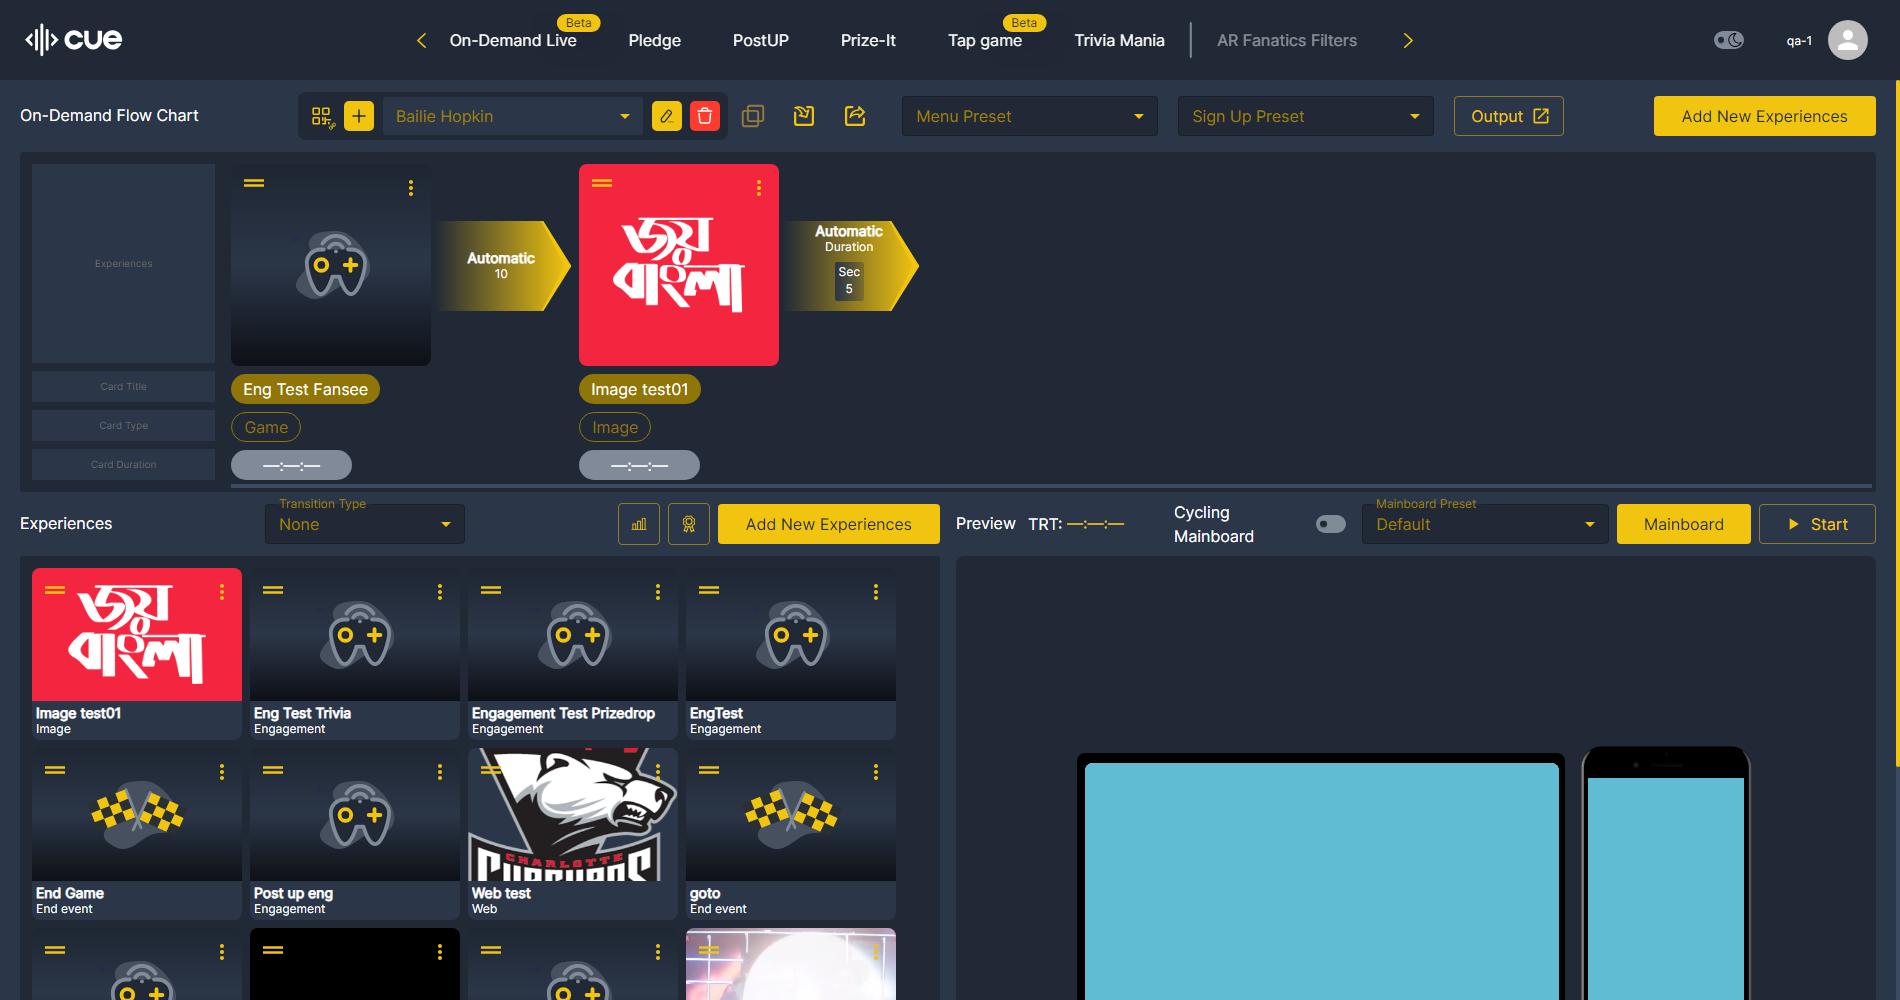 cue
On-Demand Live
Beta
Pledge
PostUP
Prize-It
Tap game
Beta
Trivia Mania
AR Fanatics Filters
qa-1
On-Demand Flow Chart
Bailie Hopkin
Menu Preset
Sign Up Preset
Output
Add New Experiences
Experiences
Automatic
10
জয়
বাংলা
Automatic
Duration
Sec
5
Card Title
Eng Test Fansee
Image test01
Card Type
Game
Image
Card Duration
—:—:—
—:—:—
Experiences
Transition Type
None
Add New Experiences
Preview
TRT: —:—:—
Cycling
Mainboard
Mainboard Preset
Default
Mainboard
Start
জয়
বাংলা
Image test01
Image
Eng Test Trivia
Engagement
Engagement Test Prizedrop
Engagement
EngTest
Engagement
End Game
End event
Post up eng
Engagement
CHARLOTTE
Web test
Web
goto
End event